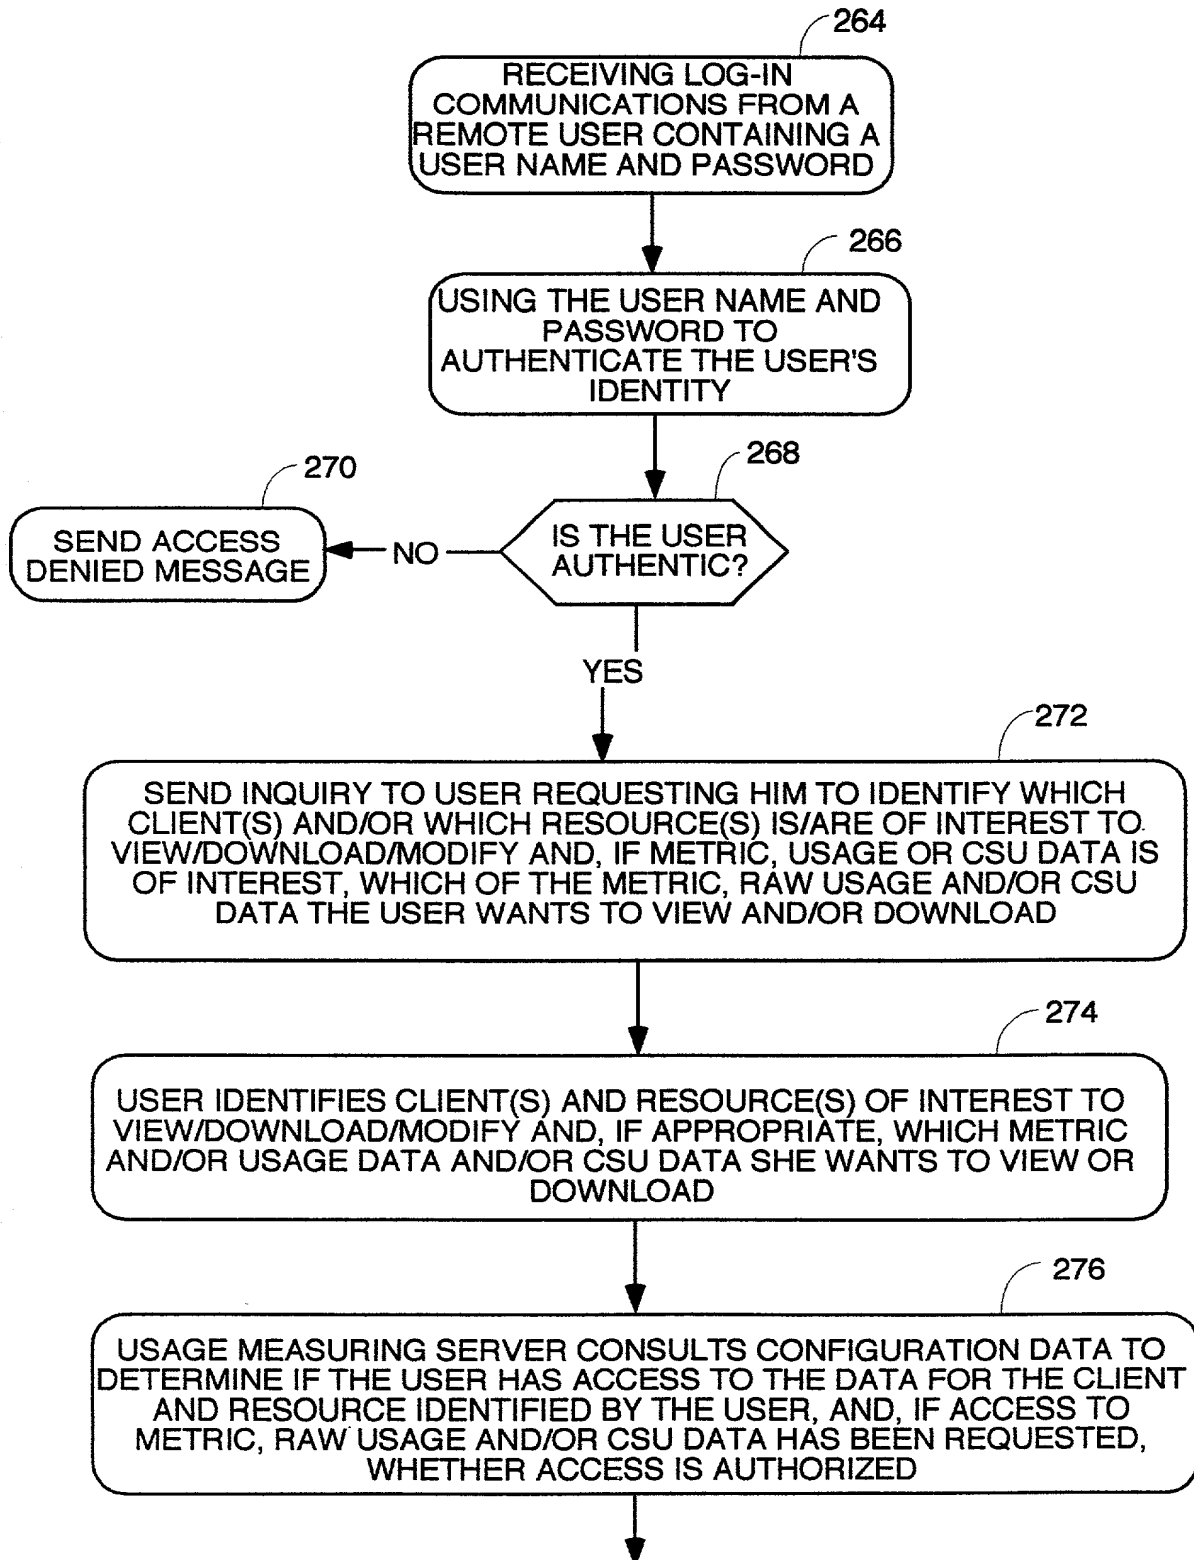 264
RECEIVING LOG-IN
COMMUNICATIONS FROM A
REMOTE USER CONTAINING A
USER NAME AND PASSWORD
266
USING THE USER NAME AND
PASSWORD TO
AUTHENTICATE THE USER'S
IDENTITY
268
IS THE USER
AUTHENTIC?
270
SEND ACCESS
DENIED MESSAGE
NO
YES
272
SEND INQUIRY TO USER REQUESTING HIM TO IDENTIFY WHICH
CLIENT(S) AND/OR WHICH RESOURCE(S) IS/ARE OF INTEREST TO
VIEW/DOWNLOAD/MODIFY AND, IF METRIC, USAGE OR CSU DATA IS
OF INTEREST, WHICH OF THE METRIC, RAW USAGE AND/OR CSU
DATA THE USER WANTS TO VIEW AND/OR DOWNLOAD
274
USER IDENTIFIES CLIENT(S) AND RESOURCE(S) OF INTEREST TO
VIEW/DOWNLOAD/MODIFY AND, IF APPROPRIATE, WHICH METRIC
AND/OR USAGE DATA AND/OR CSU DATA SHE WANTS TO VIEW OR
DOWNLOAD
276
USAGE MEASURING SERVER CONSULTS CONFIGURATION DATA TO
DETERMINE IF THE USER HAS ACCESS TO THE DATA FOR THE CLIENT
AND RESOURCE IDENTIFIED BY THE USER, AND, IF ACCESS TO
METRIC, RAW USAGE AND/OR CSU DATA HAS BEEN REQUESTED,
WHETHER ACCESS IS AUTHORIZED